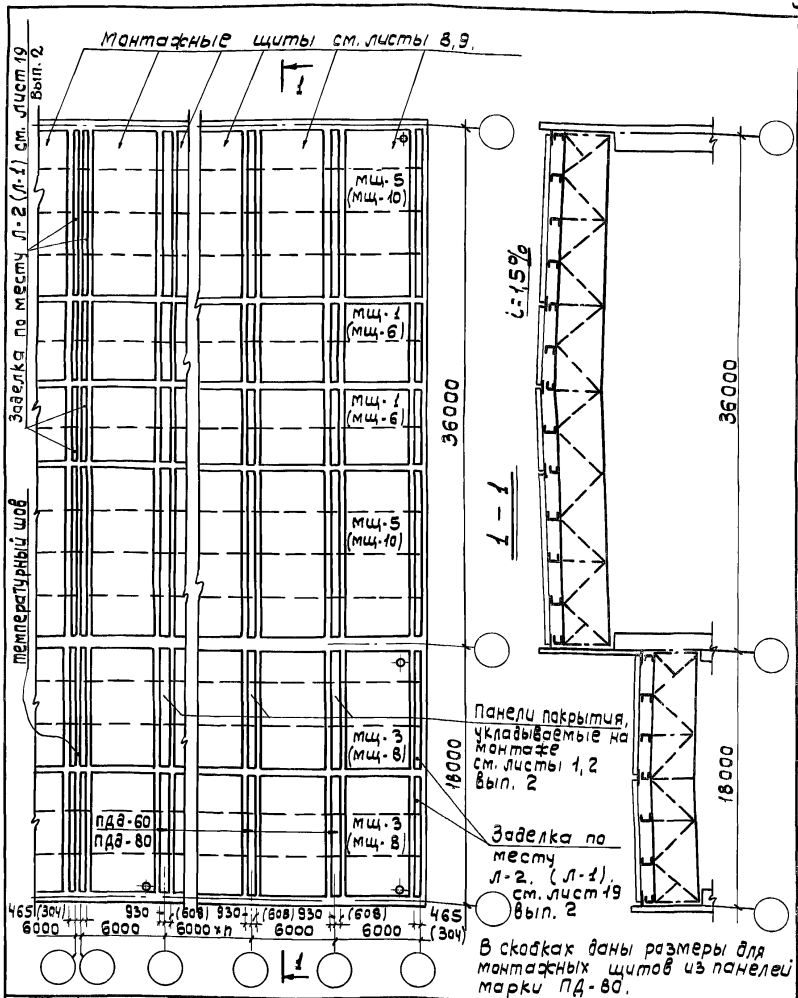 Монтажные щиты см. листы 8,9.
1
Заделка по месту Л-2 (Л-1) см. лист 19
вып. 2
МЩ-5
(МЩ-10)
МЩ-1
(МЩ-6)
МЩ-1
(МЩ-6)
МЩ-5
(МЩ-10)
36000
i=1,5%
36000
1-1
температурный шов
Панели покрытия,
укладываемые на
монтаже
см. листы 1,2
вып. 2
МЩ-3
(МЩ-8)
18000
18000
ПДД-60
ПДД-80
МЩ-3
(МЩ-8)
Заделка по
месту
Л-2. (Л-1).
см. лист 19
вып. 2
465 (304) 930 (608) 930 (608) 930 (608) 465
6000 6000 6000 хп 6000 6000 (304)
1
В скобках даны размеры для
монтажных щитов из панелей
марки ПД-80.